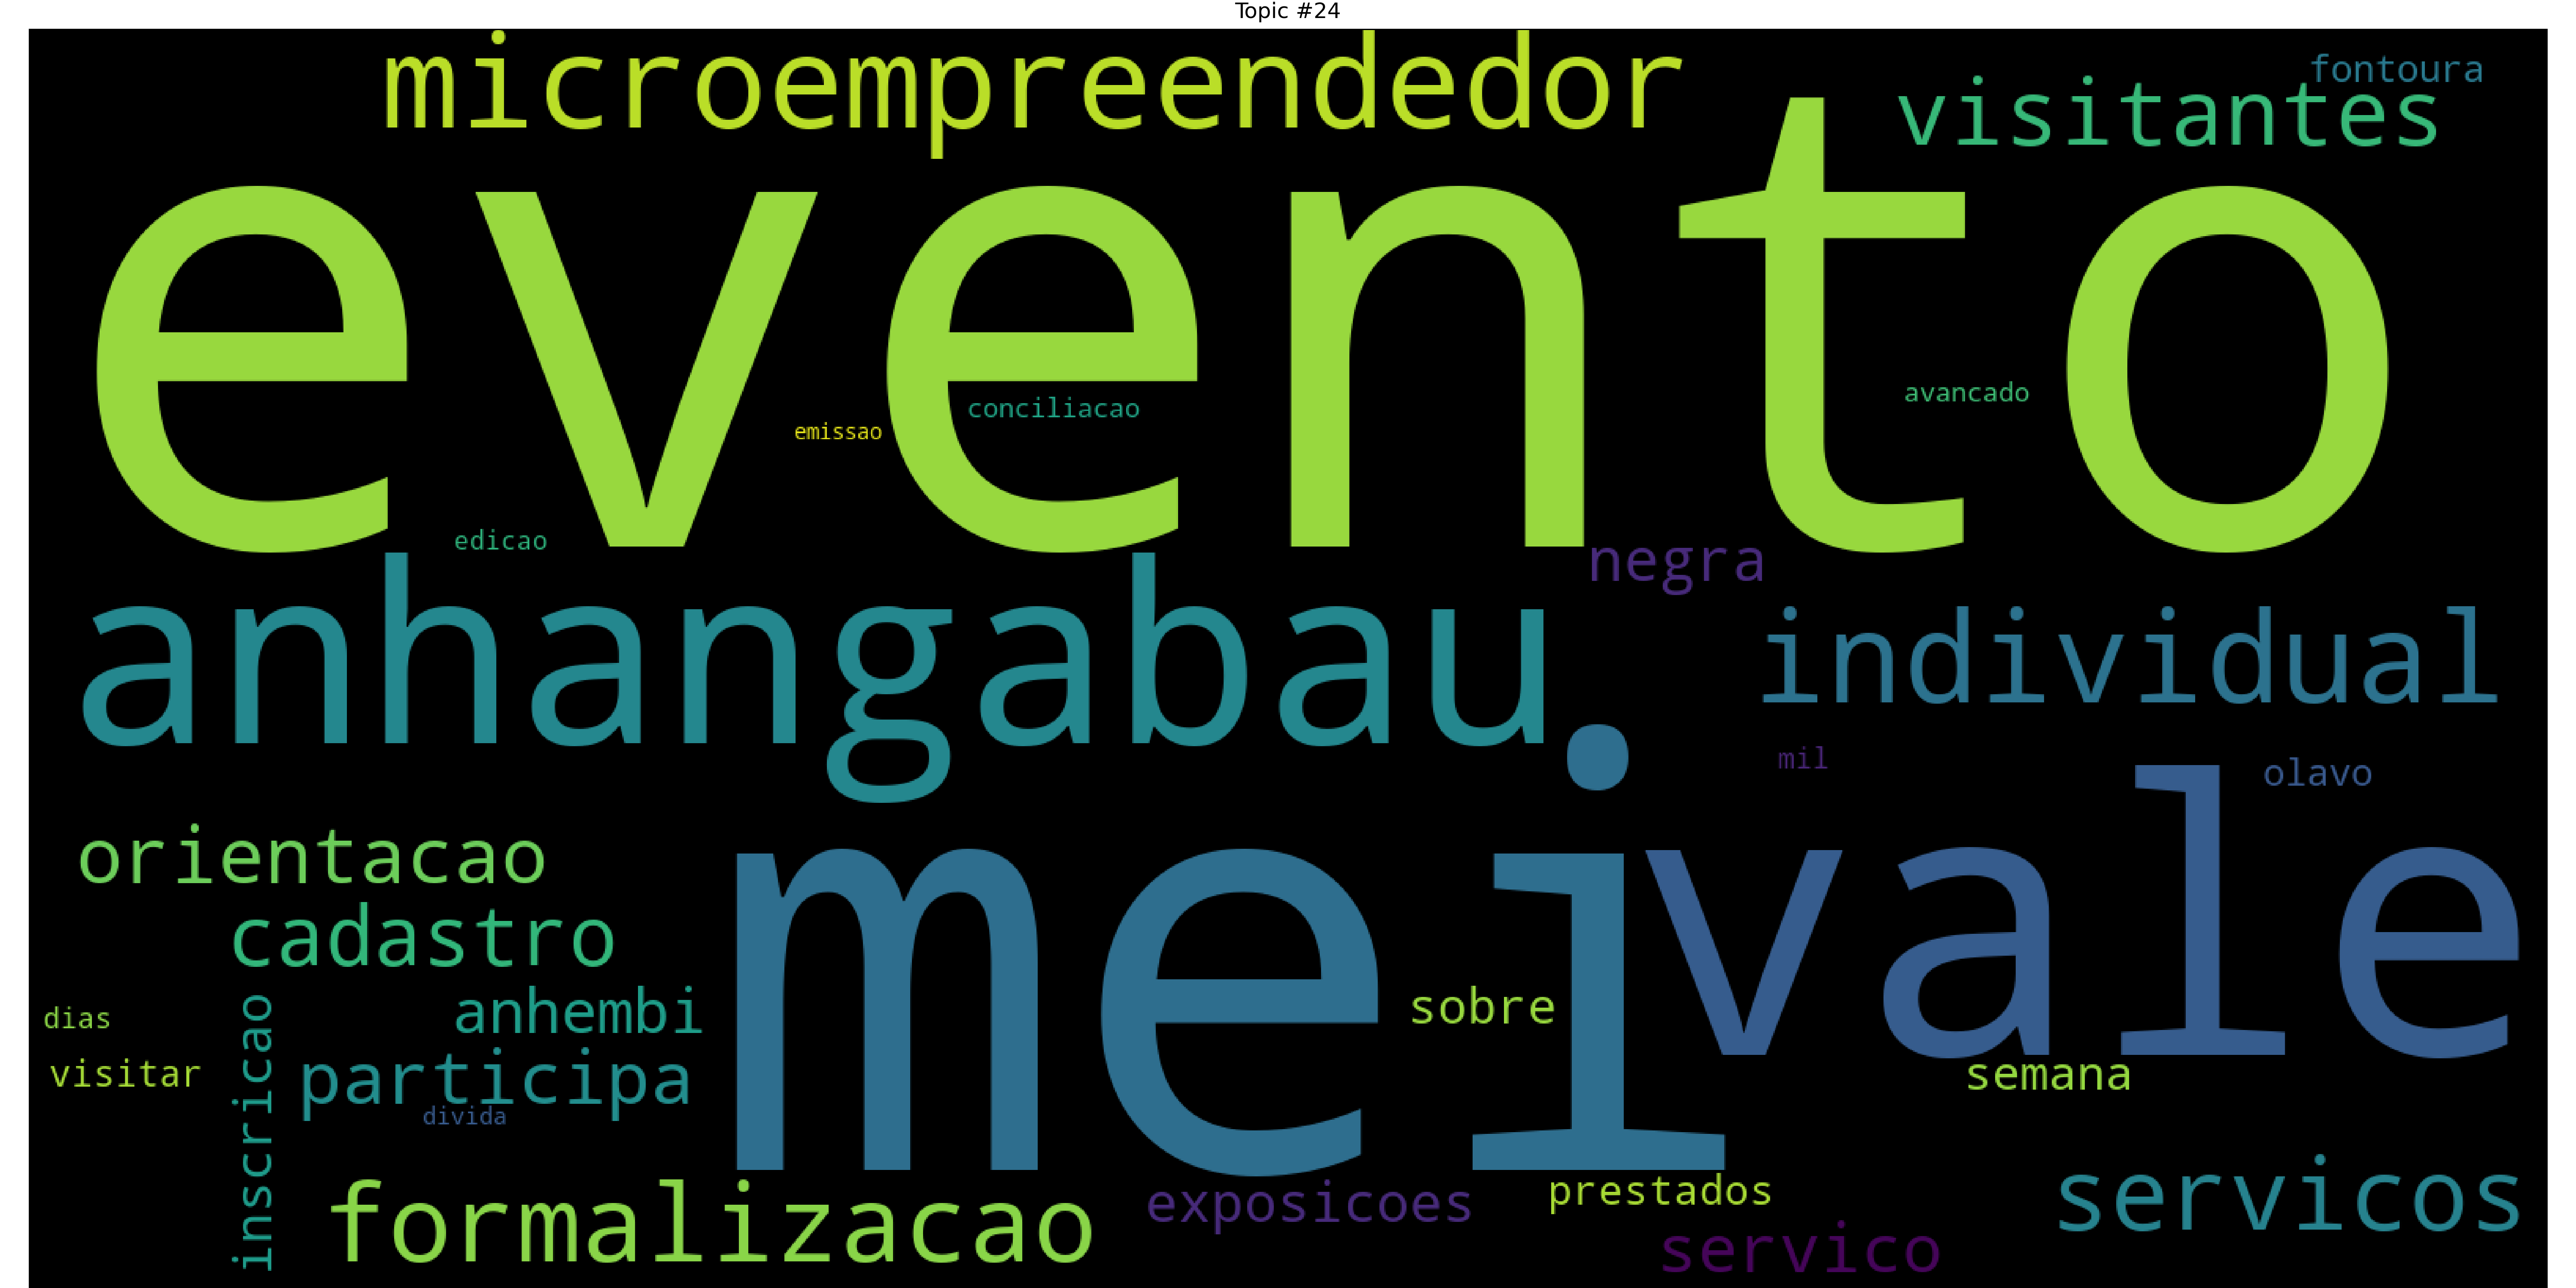 Topic #24
microempreendedor
fontoura
visitantes
evento
avancado
conciliacao
emissao
edicao
negra
anhangabau
individual
mil
olavo
orientacao
mei
vale
cadastro
anhembi
sobre
dias
inscricao
visitar
participa
semana
divida
formalizacao
exposicoes
prestados
servicos
servico